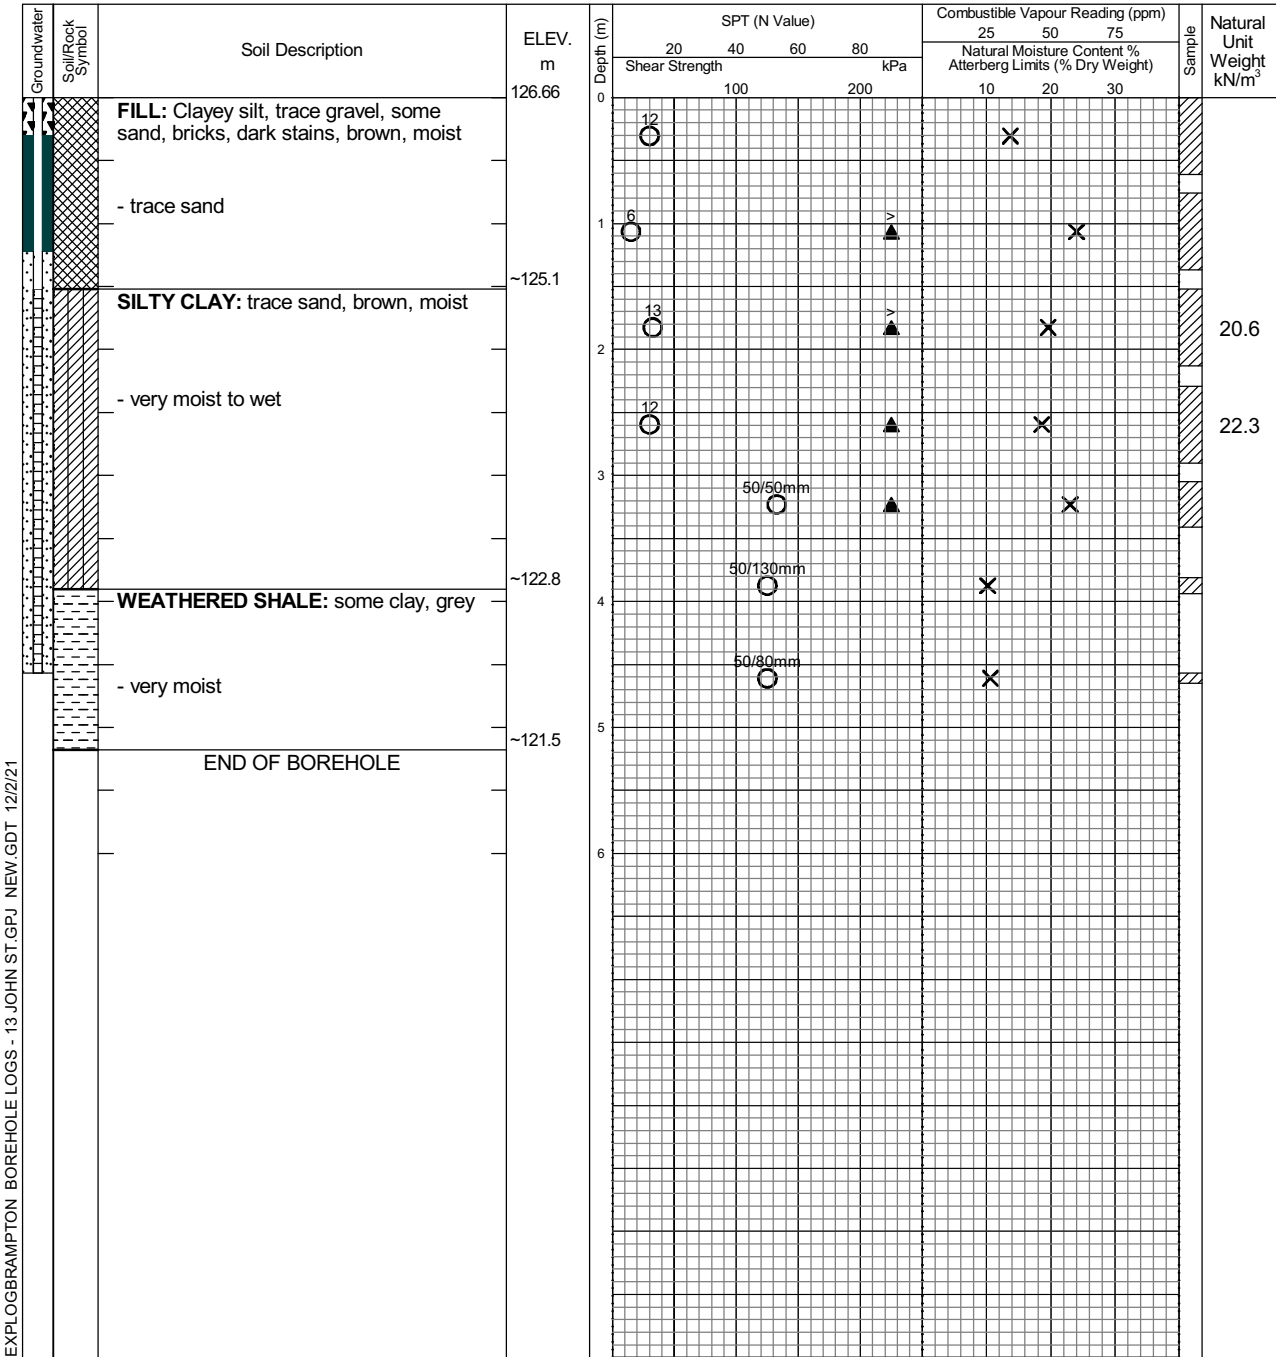 Groundwater
Soil/Rock
Symbol
Soil Description
ELEV.
m
126.66
Depth (m)
SPT (N Value)
20 40 60 80
Shear Strength kPa
100 200
Combustible Vapour Reading (ppm)
25 50 75
Natural Moisture Content %
Atterberg Limits (% Dry Weight)
10 20 30
Sample
Natural
Unit
Weight
kN/m³
0
FILL: Clayey silt, trace gravel, some
sand, bricks, dark stains, brown, moist
12
- trace sand
6
>
1
~125.1
SILTY CLAY: trace sand, brown, moist
13
>
20.6
2
- very moist to wet
12
22.3
3
50/50mm
50/130mm
~122.8
WEATHERED SHALE: some clay, grey
4
50/80mm
- very moist
5
~121.5
END OF BOREHOLE
6
EXPLOGBRAMPTON BOREHOLE LOGS - 13 JOHN ST.GPJ NEW.GDT 12/2/21